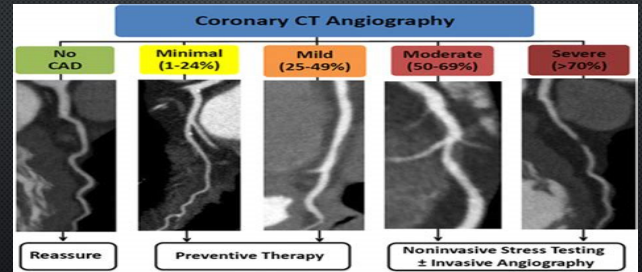 Coronary CT Angiography
No
CAD
Minimal
(1-24%)
Mild
(25-49%)
Moderate
(50-69%)
Severe
(>70%)
Reassure
Preventive Therapy
Noninvasive Stress Testing
± Invasive Angiography